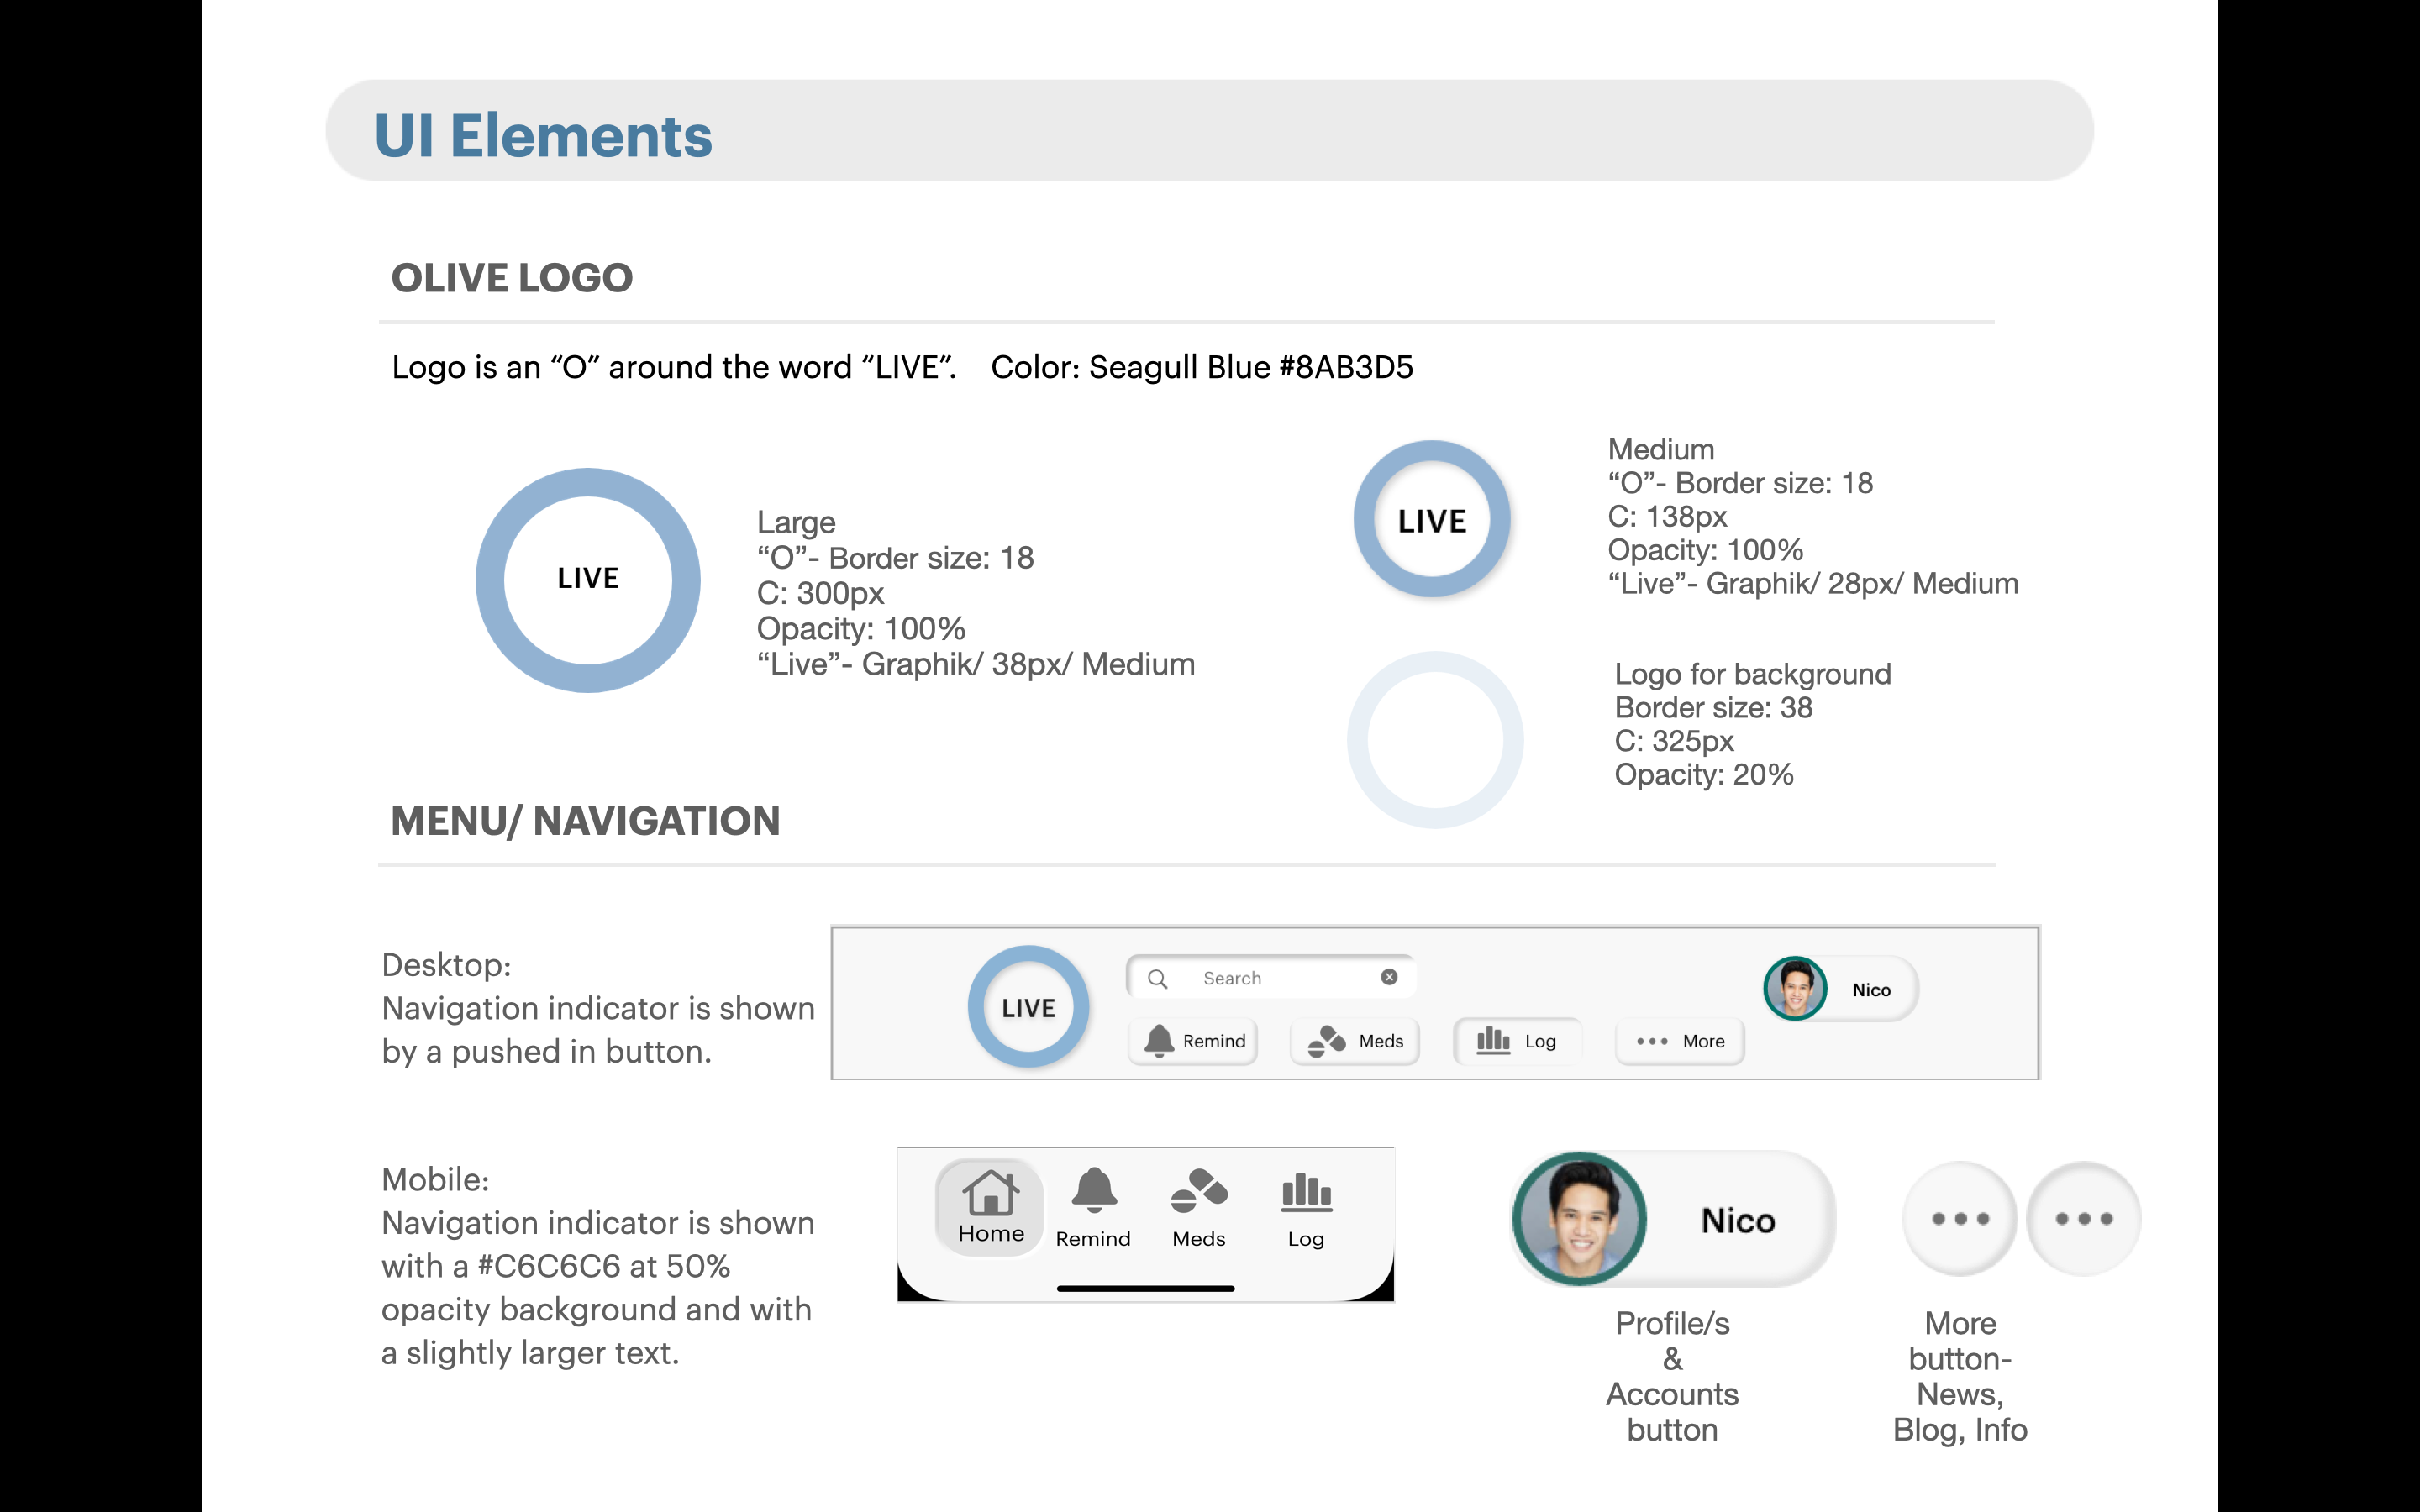 UI Elements
OLIVE LOGO
Logo is an “O” around the word “LIVE”. Color: Seagull Blue #8AB3D5
LIVE
Large
“O”- Border size: 18
C: 300px
Opacity: 100%
“Live”- Graphik/ 38px/ Medium
LIVE
Medium
“O”- Border size: 18
C: 138px
Opacity: 100%
“Live”- Graphik/ 28px/ Medium
Logo for background
Border size: 38
C: 325px
Opacity: 20%
MENU/ NAVIGATION
Desktop:
Navigation indicator is shown
by a pushed in button.
LIVE
Search
Nico
Remind Meds Log More
Mobile:
Navigation indicator is shown
with a #C6C6C6 at 50%
opacity background and with
a slightly larger text.
Home Remind Meds Log
Nico
Profile/s
&
Accounts
button
More
button-
News,
Blog, Info